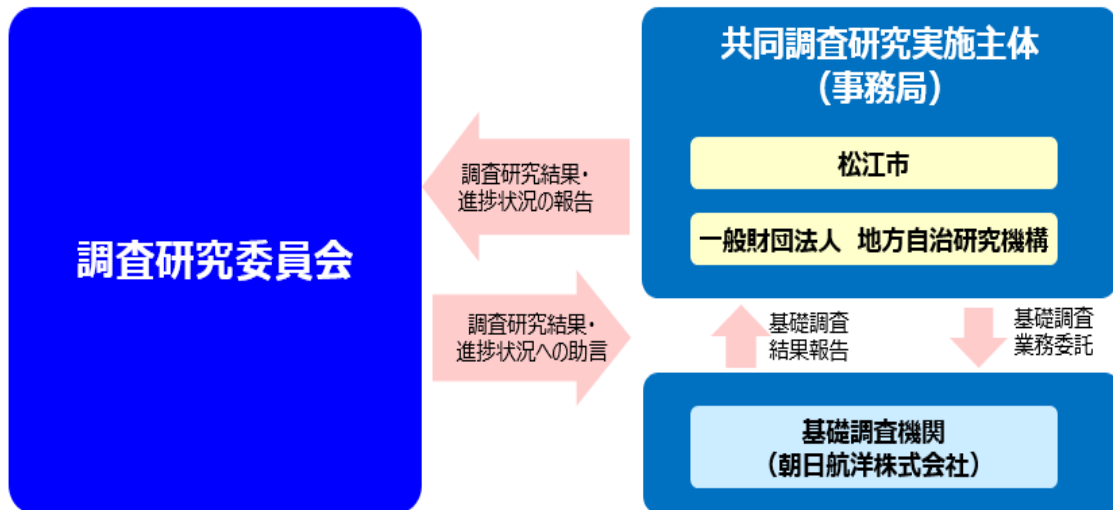 調査研究委員会
調査研究結果・
進捗状況の報告
調査研究結果・
進捗状況への助言
共同調査研究実施主体
（事務局）
松江市
一般財団法人 地方自治研究機構
基礎調査
結果報告
基礎調査
業務委託
基礎調査機関
（朝日航洋株式会社）